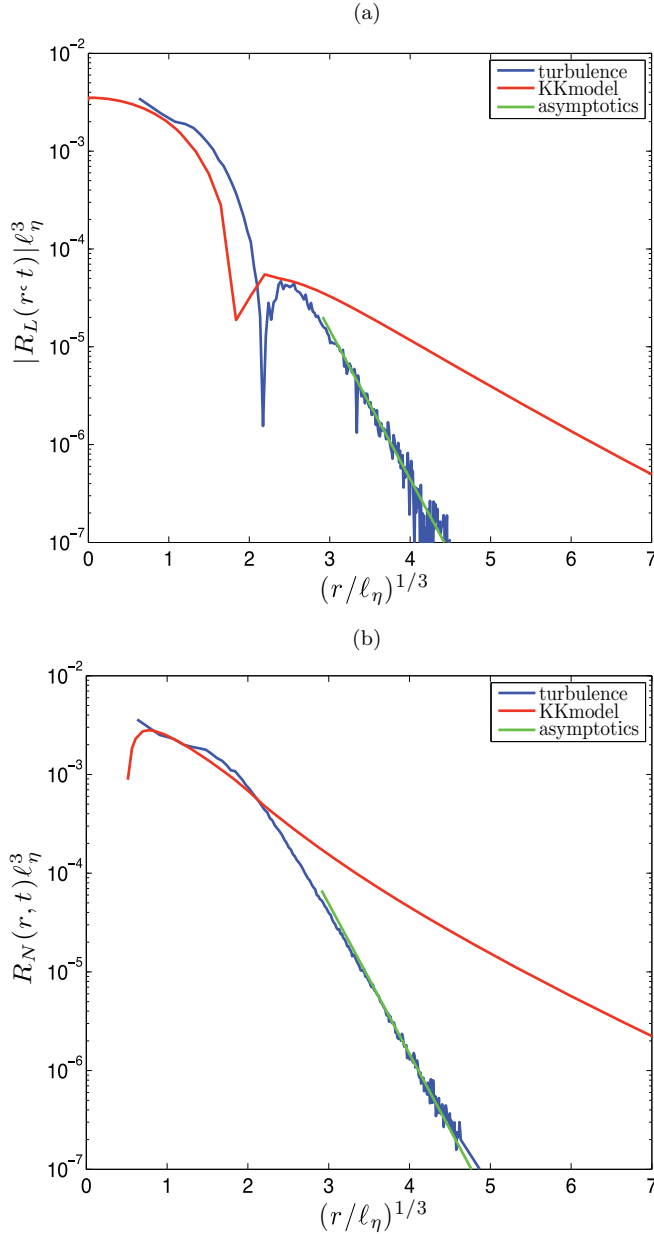 (a)
10⁻²
10⁻³
10⁻⁴
10⁻⁵
10⁻⁶
10⁻⁷
|R_L(r‘t)|ℓ_η^3
turbulence
KKmodel
asymptotics
0 1 2 3 4 5 6 7
(r/ℓ_η)^{1/3}
(b)
10⁻²
10⁻³
10⁻⁴
10⁻⁵
10⁻⁶
10⁻⁷
R_N(r, t)ℓ_η^3
turbulence
KKmodel
asymptotics
0 1 2 3 4 5 6 7
(r/ℓ_η)^{1/3}